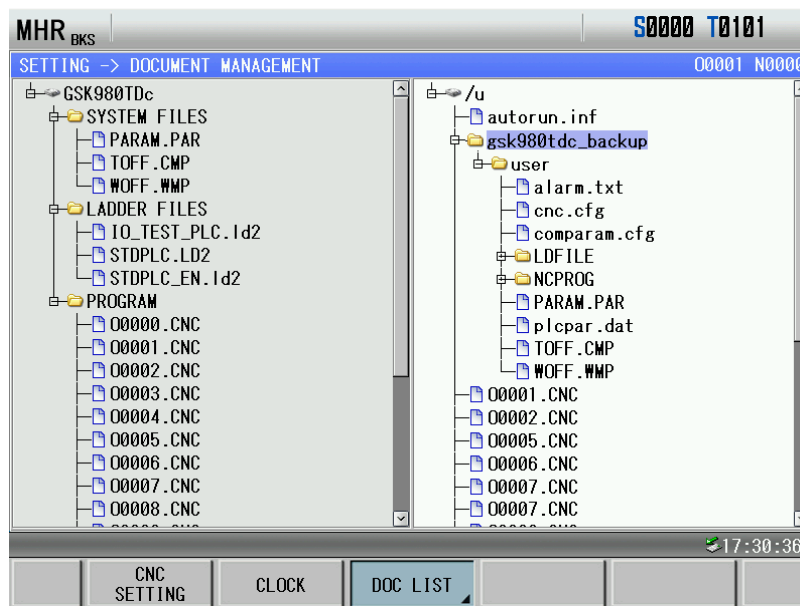 MHR BKS S0000 T0101
SETTING -> DOCUMENT MANAGEMENT O0001 N0000
GSK980TDc
SYSTEM FILES
PARAM.PAR
TOFF.CMP
WOFF.WMP
LADDER FILES
IO_TEST_PLC.ld2
STDPLC.LD2
STDPLC_EN.ld2
PROGRAM
O0000.CNC
O0001.CNC
O0002.CNC
O0003.CNC
O0004.CNC
O0005.CNC
O0006.CNC
O0007.CNC
O0008.CNC
/u
autorun.inf
gsk980tdc_backup
user
alarm.txt
cnc.cfg
comparam.cfg
LDFILE
NCPROG
PARAM.PAR
plcpar.dat
TOFF.CMP
WOFF.WMP
O0001.CNC
O0002.CNC
O0005.CNC
O0006.CNC
O0007.CNC
O0007.CNC
17:30:36
CNC
SETTING
CLOCK
DOC LIST